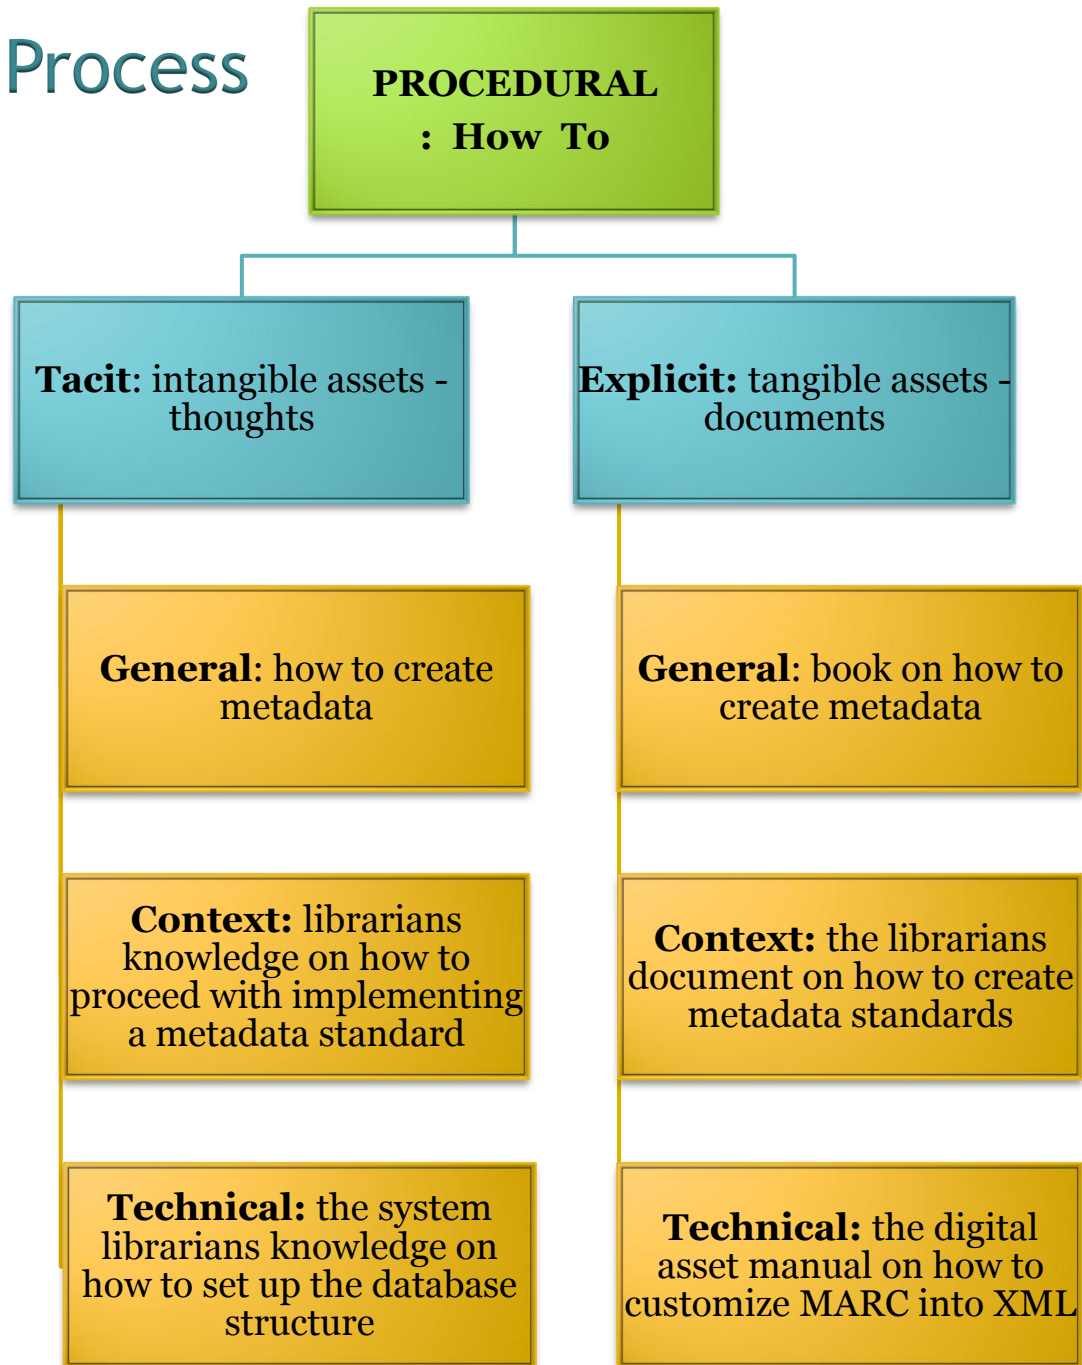 Process
PROCEDURAL
: How To
Tacit: intangible assets -
thoughts
Explicit: tangible assets -
documents
General: how to create
metadata
General: book on how to
create metadata
Context: librarians
knowledge on how to
proceed with implementing
a metadata standard
Context: the librarians
document on how to create
metadata standards
Technical: the system
librarians knowledge on
how to set up the database
structure
Technical: the digital
asset manual on how to
customize MARC into XML